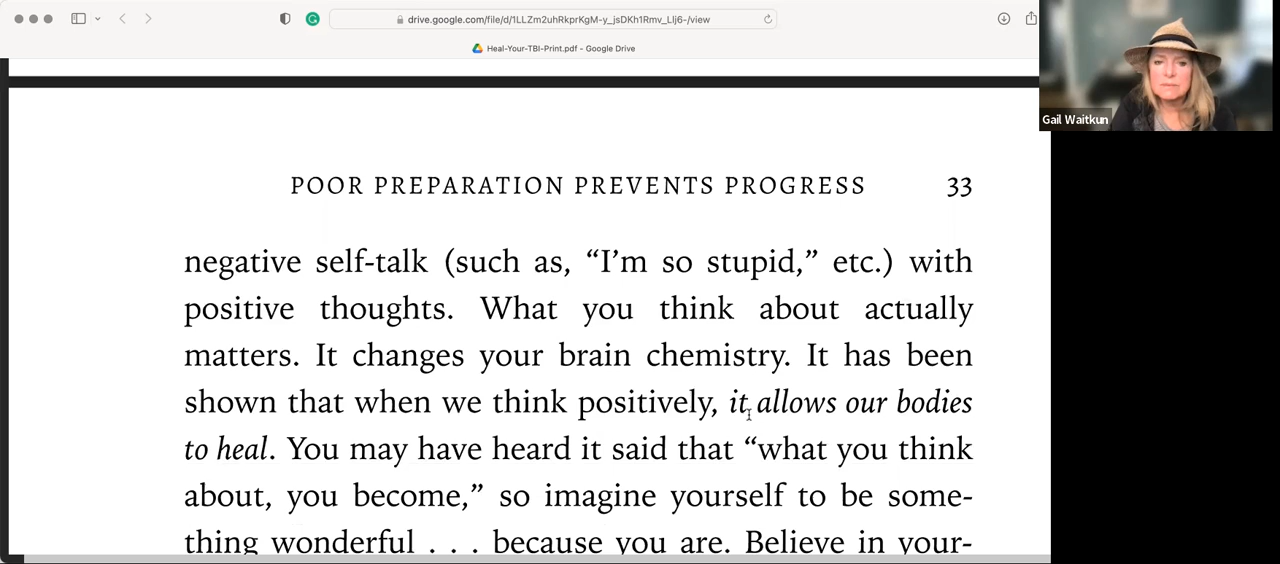 drive.google.com/file/d/1LLZm2uhRkprKgM-y_jsDKh1Rmv_LIj6-/view
Heal-Your-TBI-Print.pdf - Google Drive
Gail Waitkun
POOR PREPARATION PREVENTS PROGRESS 33
negative self-talk (such as, “I’m so stupid,” etc.) with
positive thoughts. What you think about actually
matters. It changes your brain chemistry. It has been
shown that when we think positively, it allows our bodies
to heal. You may have heard it said that “what you think
about, you become,” so imagine yourself to be some-
thing wonderful . . . because you are. Believe in your-